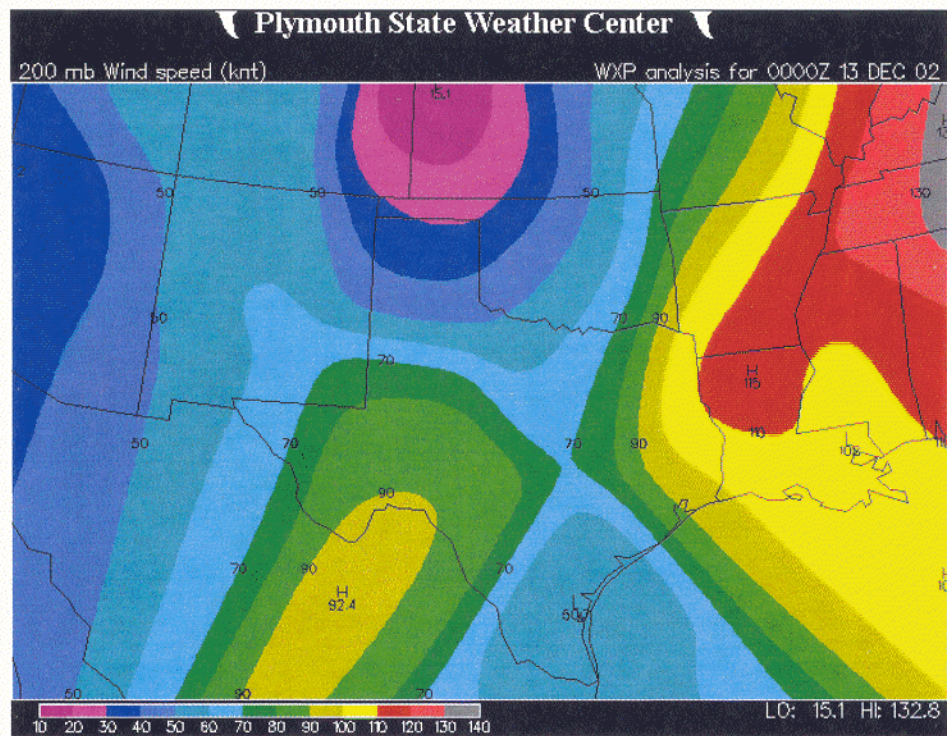 Plymouth State Weather Center
200 mb Wind speed (knt) WXP analysis for 0000Z 13 DEC 02
L
15.1
H
50 50 50 130
50 70 90
70
H
115
50 70 70 90 110
L
90
70 90 70
H
92.4
L
H
50 90 70
10 20 30 40 50 60 70 80 90 100 110 120 130 140
LO: 15.1 HI: 132.8